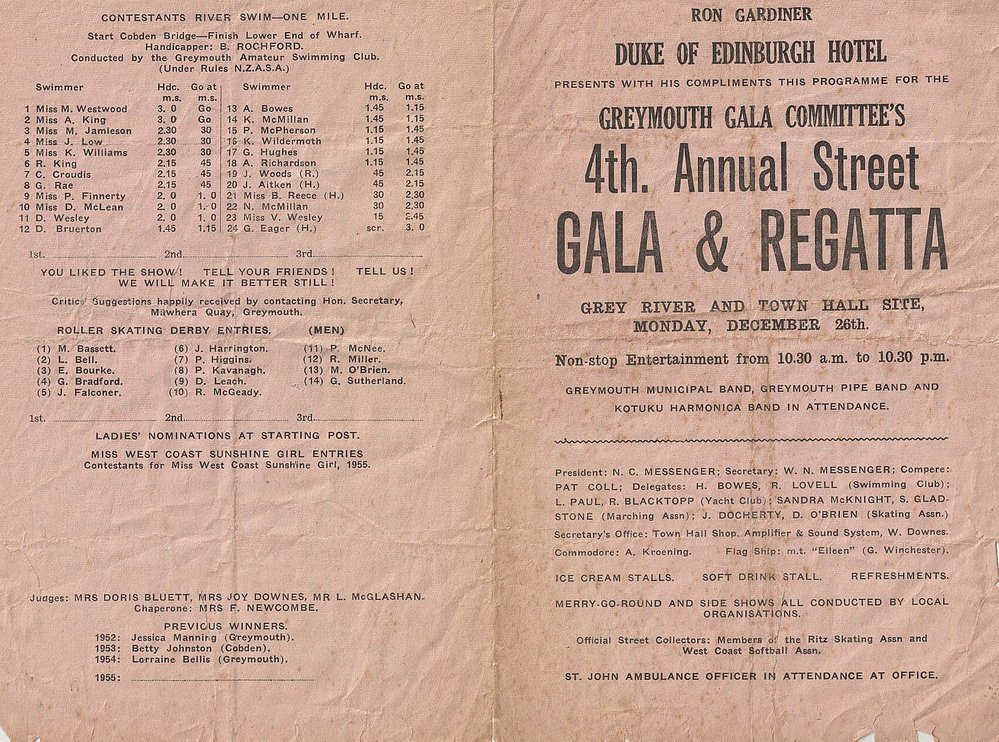 CONTESTANTS RIVER SWIM—ONE MILE.
Start Cobden Bridge—Finish Lower End of Wharf.
Handicapper: B. ROCHFORD.
Conducted by the Greymouth Amateur Swimming Club.
(Under Rules N.Z.A.S.A.)
Swimmer Hdc. Go at Swimmer Hdc. Go at
m.s. m.s. m.s. m.s.
1 Miss M. Westwood 3. 0 Go 13 A. Bowes 1.45 1.15
2 Miss A. King 3. 0 Go 14 K. McMillan 1.45 1.15
3 Miss M. Jamieson 2.30 30 15 P. McPherson 1.15 1.45
4 Miss J. Low 2.30 30 16 K. Wildermoth 1.15 1.45
5 Miss K. Williams 2.30 30 17 G. Hughes 1.15 1.45
6 R. King 2.15 45 18 A. Richardson 1.15 1.45
7 C. Croudis 2.15 45 19 J. Woods (R.) 45 2.15
8 G. Rae 2.15 45 20 J. Aitken (H.) 45 2.15
9 Miss P. Finnerty 2. 0 1. 0 21 Miss B. Reece (H.) 30 2.30
10 Miss D. McLean 2. 0 1. 0 22 N. McMillan 30 2.30
11 D. Wesley 2. 0 1. 0 23 Miss V. Wesley 15 2.45
12 D. Bruerton 1.45 1.15 24 G. Eager (H.) scr. 3. 0
1st. 2nd. 3rd.
YOU LIKED THE SHOW! TELL YOUR FRIENDS! TELL US!
WE WILL MAKE IT BETTER STILL!
Critics' Suggestions happily received by contacting Hon. Secretary,
Mawhera Quay, Greymouth.
ROLLER SKATING DERBY ENTRIES. (MEN)
(1) M. Bassett. (6) J. Harrington. (11) P. McNee.
(2) L. Bell. (7) P. Higgins. (12) R. Miller.
(3) E. Bourke. (8) P. Kavanagh. (13) M. O'Brien.
(4) G. Bradford. (9) D. Leach. (14) G. Sutherland.
(5) J. Falconer. (10) R. McGeady.
1st. 2nd. 3rd.
LADIES' NOMINATIONS AT STARTING POST.
MISS WEST COAST SUNSHINE GIRL ENTRIES
Contestants for Miss West Coast Sunshine Girl, 1955.
Judges: MRS DORIS BLUETT, MRS JOY DOWNES, MR L. McGLASHAN.
Chaperone: MRS F. NEWCOMBE.
PREVIOUS WINNERS.
1952: Jessica Manning (Greymouth).
1953: Betty Johnston (Cobden).
1954: Lorraine Bellis (Greymouth).
1955:
RON GARDINER
DUKE OF EDINBURGH HOTEL
PRESENTS WITH HIS COMPLIMENTS THIS PROGRAMME FOR THE
GREYMOUTH GALA COMMITTEE'S
4th. Annual Street
GALA & REGATTA
GREY RIVER AND TOWN HALL SITE,
MONDAY, DECEMBER 26th.
Non-stop Entertainment from 10.30 a.m. to 10.30 p.m.
GREYMOUTH MUNICIPAL BAND, GREYMOUTH PIPE BAND AND
KOTUKU HARMONICA BAND IN ATTENDANCE.
President: N. C. MESSENGER; Secretary: W. N. MESSENGER; Compere:
PAT COLL; Delegates: H. BOWES, R. LOVELL (Swimming Club);
L. PAUL, R. BLACKTOPP (Yacht Club); SANDRA McKNIGHT, S. GLAD-
STONE (Marching Assn); J. DOCHERTY, D. O'BRIEN (Skating Assn.)
Secretary's Office: Town Hall Shop. Amplifier & Sound System, W. Downes.
Commodore: A. Kroening. Flag Ship: m.t. "Eileen" (G. Winchester).
ICE CREAM STALLS. SOFT DRINK STALL. REFRESHMENTS.
MERRY-GO-ROUND AND SIDE SHOWS ALL CONDUCTED BY LOCAL
ORGANISATIONS.
Official Street Collectors: Members of the Ritz Skating Assn and
West Coast Softball Assn.
ST. JOHN AMBULANCE OFFICER IN ATTENDANCE AT OFFICE.